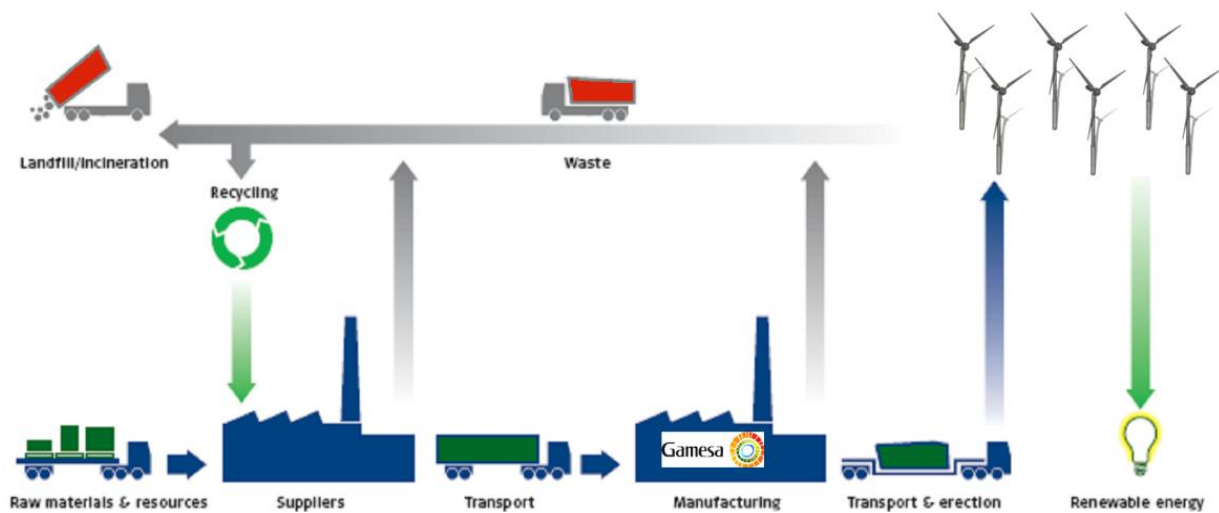 Landfill/Incineration
Waste
Recycling
Gamesa
Raw materials & resources
Suppliers
Transport
Manufacturing
Transport & erection
Renewable energy